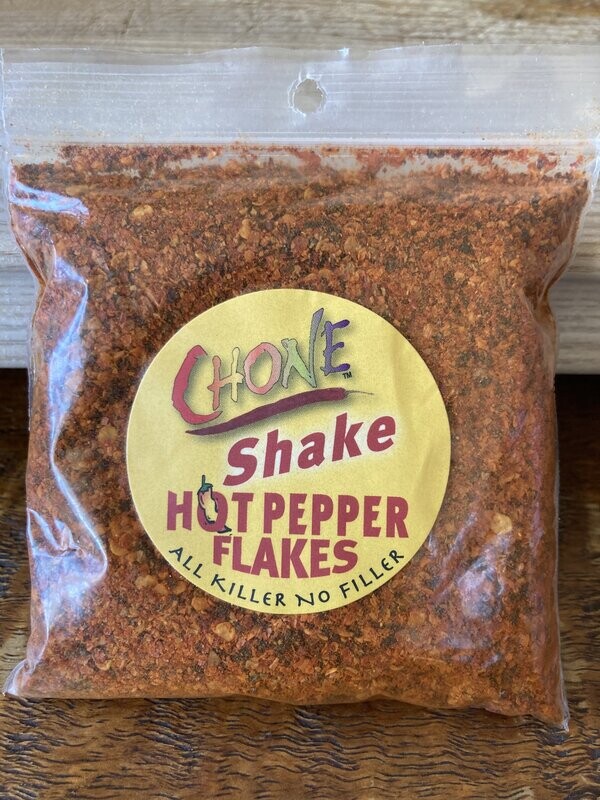 CHONE™
Shake
HOT PEPPER
FLAKES
ALL KILLER NO FILLER